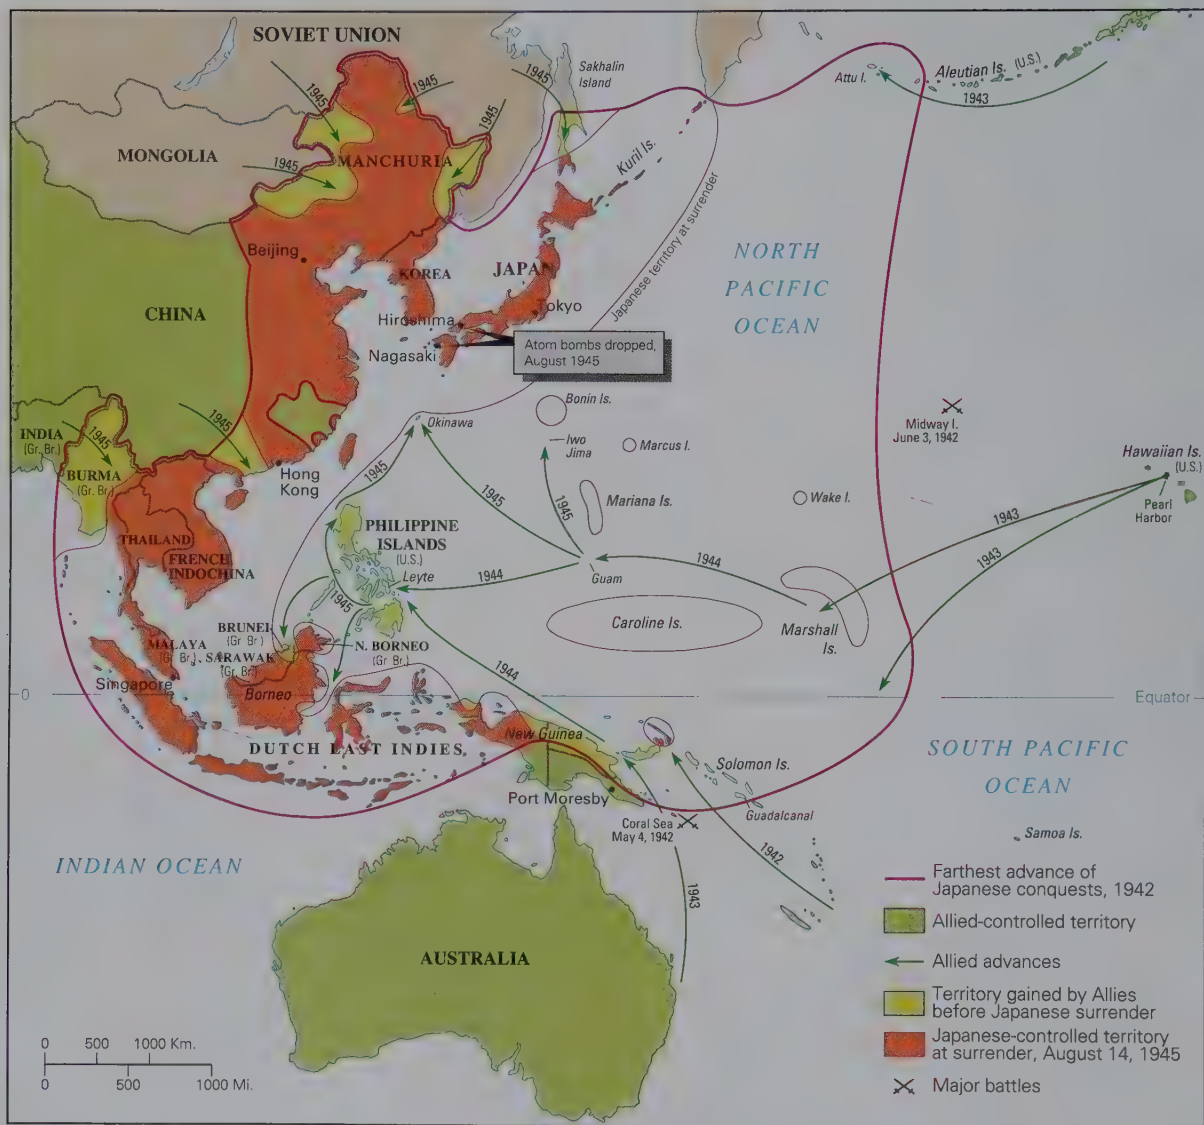 SOVIET UNION
Sakhalin
Island
1945
1945
1945
1945
1945
MONGOLIA
MANCHURIA
Attu I.
Aleutian Is. (U.S.)
1943
Kuril Is.
Japanese territory at surrender
Beijing
KOREA
JAPAN
Tokyo
Hiroshima
Nagasaki
Atom bombs dropped,
August 1945
CHINA
NORTH
PACIFIC
OCEAN
Midway I.
June 3, 1942
Hawaiian Is.
(U.S.)
Pearl
Harbor
Bonin Is.
Okinawa
Iwo
Jima
Marcus I.
INDIA
(Gr. Br.)
1945
BURMA
(Gr. Br.)
1945
Hong
Kong
1945
1945
1945
Mariana Is.
Wake I.
1943
1943
THAILAND
FRENCH
INDOCHINA
PHILIPPINE
ISLANDS
(U.S.)
Leyte
1944
Guam
1944
1945
Caroline Is.
Marshall
Is.
BRUNEI
(Gr Br.)
MALAYA
(Gr Br.)
SARAWAK
(Gr. Br.)
N. BORNEO
(Gr. Br.)
Singapore
Borneo
1944
0
Equator
DUTCH EAST INDIES
New Guinea
Port Moresby
Solomon Is.
Guadalcanal
Coral Sea
May 4, 1942
1942
1943
SOUTH PACIFIC
OCEAN
Samoa Is.
INDIAN OCEAN
AUSTRALIA
Farthest advance of
Japanese conquests, 1942
Allied-controlled territory
Allied advances
Territory gained by Allies
before Japanese surrender
Japanese-controlled territory
at surrender, August 14, 1945
Major battles
0 500 1000 Km.
0 500 1000 Mi.